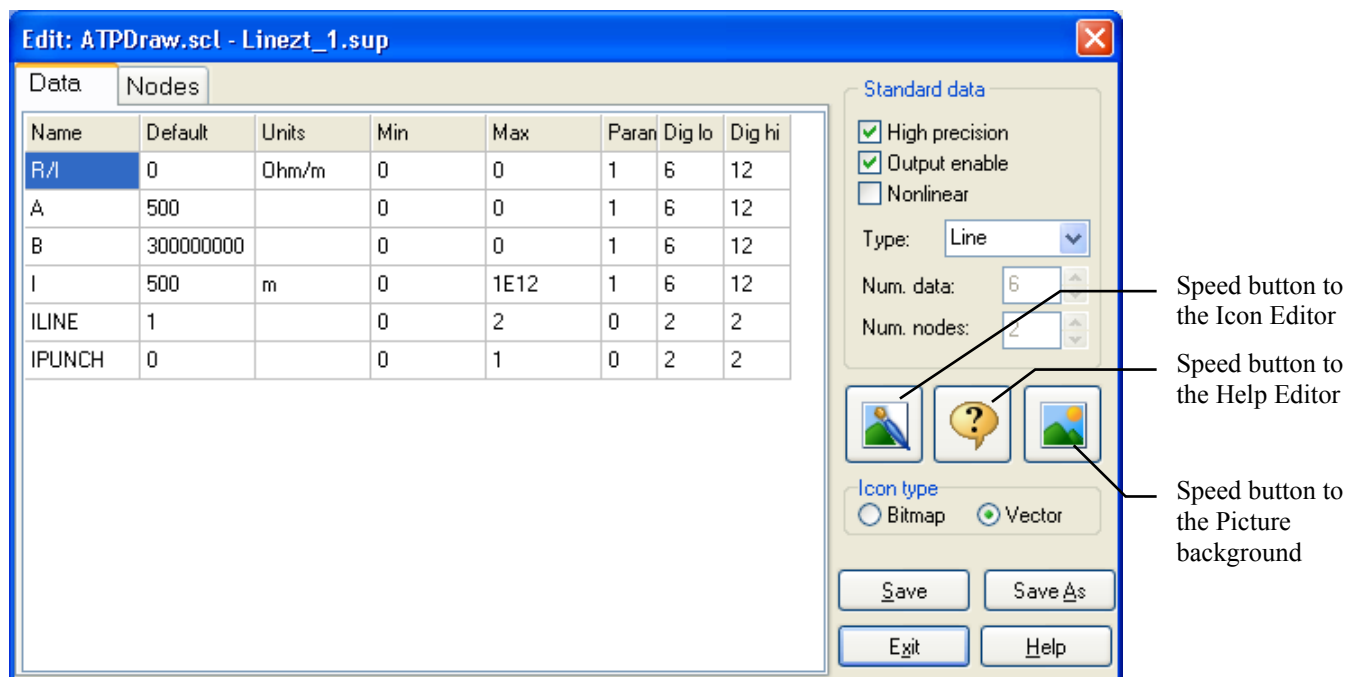 Edit: ATPDraw.scl - Linezt_1.sup
Data Nodes
Name Default Units Min Max Paran Dig lo Dig hi
R/l 0 Ohm/m 0 0 1 6 12
A 500 0 0 1 6 12
B 300000000 0 0 1 6 12
l 500 m 0 1E12 1 6 12
ILINE 1 0 2 0 2 2
IPUNCH 0 0 1 0 2 2
Standard data
High precision
Output enable
Nonlinear
Type: Line
Num. data: 6
Num. nodes: 2
Icon type
Bitmap Vector
Save Save As
Exit Help
Speed button to
the Icon Editor
Speed button to
the Help Editor
Speed button to
the Picture
background